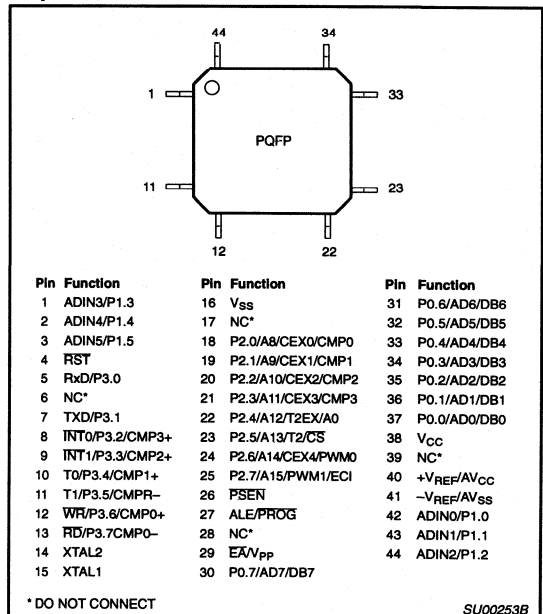 44 34
1 33
PQFP
11 23
12 22
Pin Function
1 ADIN3/P1.3
2 ADIN4/P1.4
3 ADIN5/P1.5
4 R̅S̅T̅
5 RxD/P3.0
6 NC*
7 TXD/P3.1
8 I̅N̅T̅0/P3.2/CMP3+
9 I̅N̅T̅1/P3.3/CMP2+
10 T0/P3.4/CMP1+
11 T1/P3.5/CMPR–
12 W̅R̅/P3.6/CMP0+
13 R̅D̅/P3.7CMP0–
14 XTAL2
15 XTAL1
Pin Function
16 VSS
17 NC*
18 P2.0/A8/CEX0/CMP0
19 P2.1/A9/CEX1/CMP1
20 P2.2/A10/CEX2/CMP2
21 P2.3/A11/CEX3/CMP3
22 P2.4/A12/T2EX/A0
23 P2.5/A13/T2/C̅S̅
24 P2.6/A14/CEX4/PWM0
25 P2.7/A15/PWM1/ECI
26 P̅S̅E̅N̅
27 ALE/P̅R̅O̅G̅
28 NC*
29 E̅A̅/VPP
30 P0.7/AD7/DB7
Pin Function
31 P0.6/AD6/DB6
32 P0.5/AD5/DB5
33 P0.4/AD4/DB4
34 P0.3/AD3/DB3
35 P0.2/AD2/DB2
36 P0.1/AD1/DB1
37 P0.0/AD0/DB0
38 VCC
39 NC*
40 +VREF/AVCC
41 –VREF/AVSS
42 ADIN0/P1.0
43 ADIN1/P1.1
44 ADIN2/P1.2
* DO NOT CONNECT
SU00253B